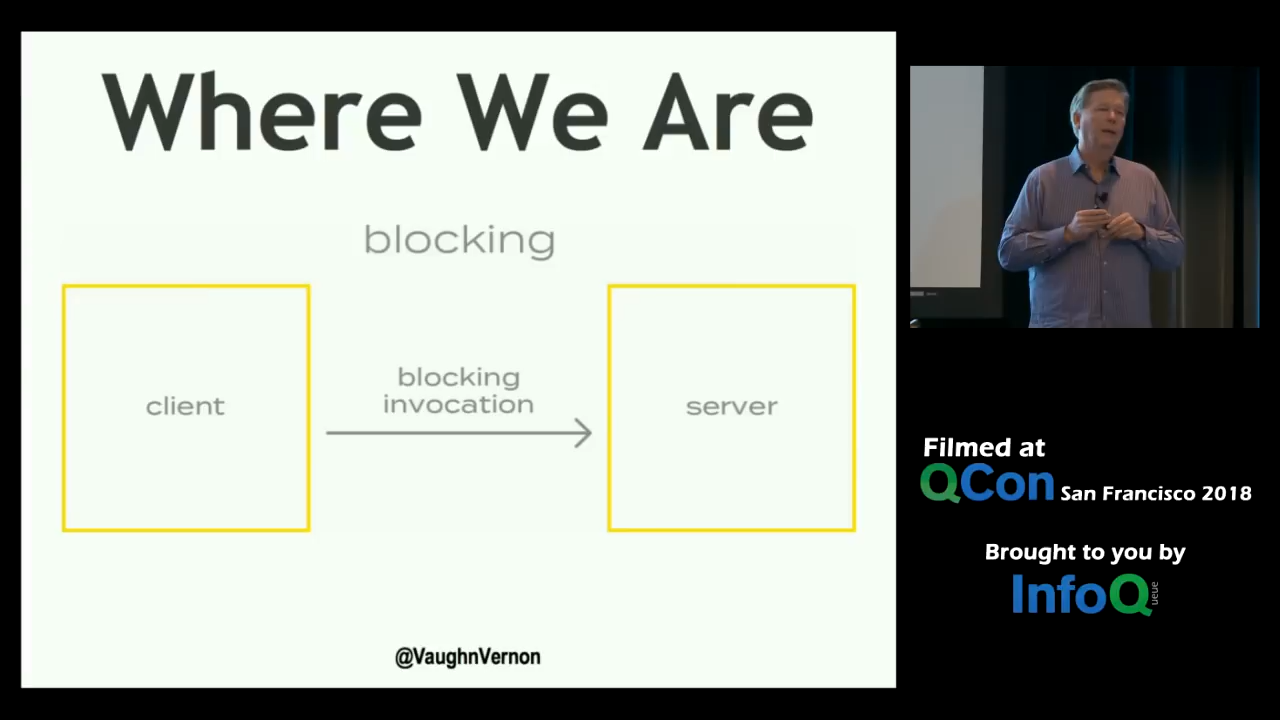 Where We Are
blocking
client
blocking
invocation
server
@VaughnVernon
Filmed at
QCon San Francisco 2018
Brought to you by
InfoQ
ueue